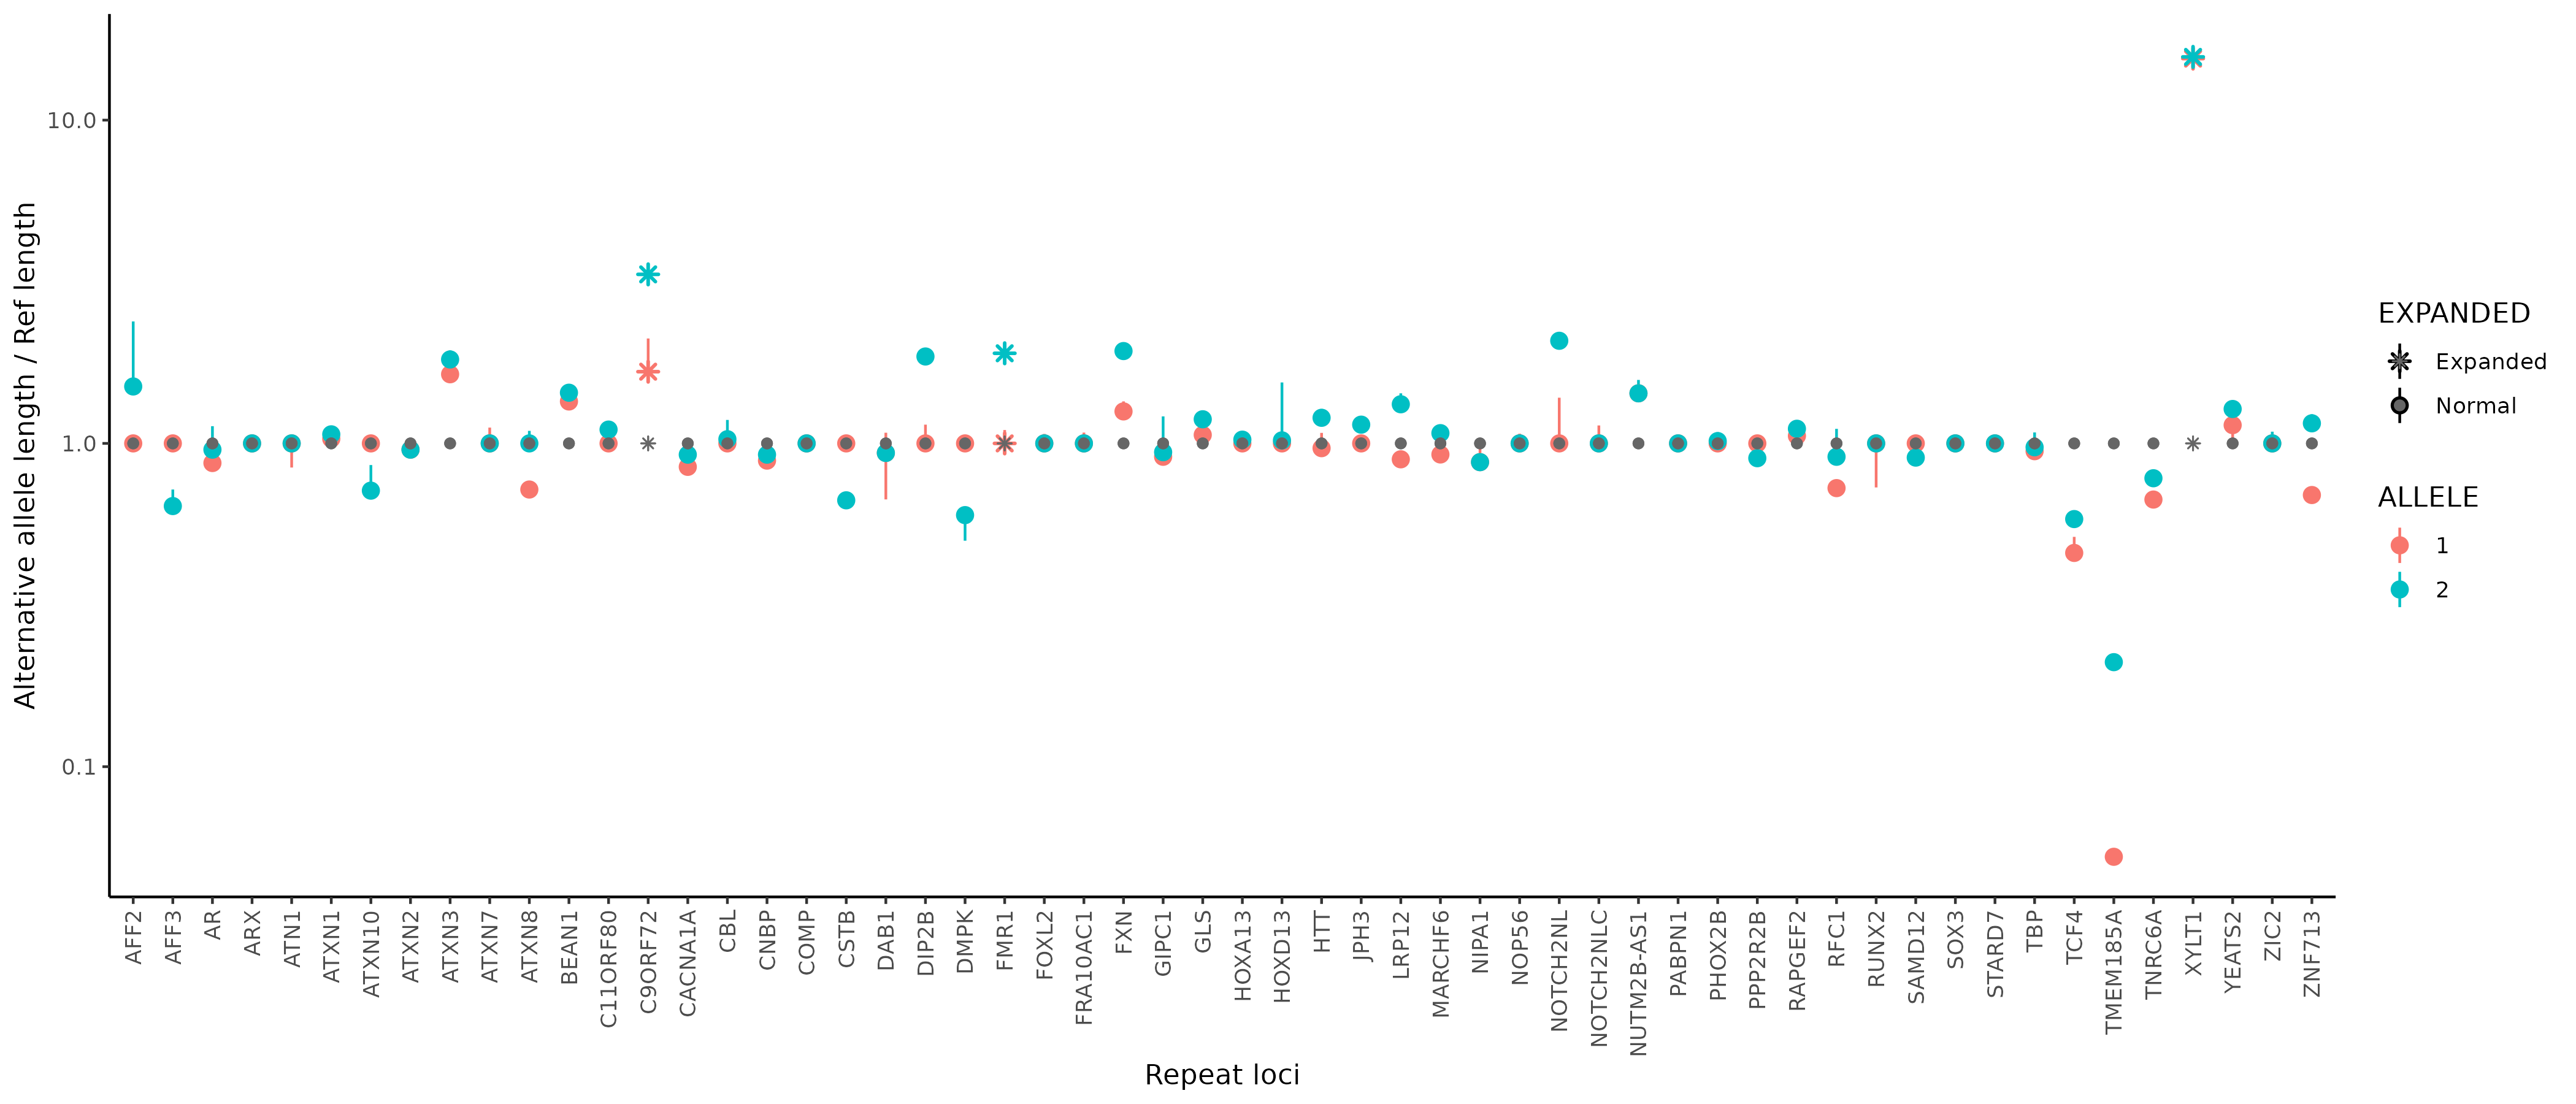 Alternative allele length / Ref length
10.0
1.0
0.1
AFF2
AFF3
AR
ARX
ATN1
ATXN1
ATXN10
ATXN2
ATXN3
ATXN7
ATXN8
BEAN1
C11ORF80
C9ORF72
CACNA1A
CBL
CNBP
COMP
CSTB
DAB1
DIP2B
DMPK
FMR1
FOXL2
FRA10AC1
FXN
GIPC1
GLS
HOXA13
HOXD13
HTT
JPH3
LRP12
MARCHF6
NIPA1
NOP56
NOTCH2NL
NOTCH2NLC
NUTM2B-AS1
PABPN1
PHOX2B
PPP2R2B
RAPGEF2
RFC1
RUNX2
SAMD12
SOX3
STARD7
TBP
TCF4
TMEM185A
TNRC6A
XYLT1
YEATS2
ZIC2
ZNF713
Repeat loci
EXPANDED
Expanded
Normal
ALLELE
1
2